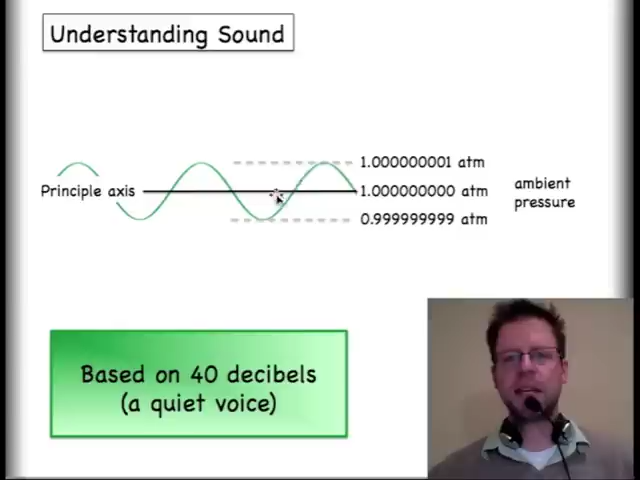 Understanding Sound
1.000000001 atm
Principle axis
1.000000000 atm
ambient
pressure
0.999999999 atm
Based on 40 decibels
(a quiet voice)